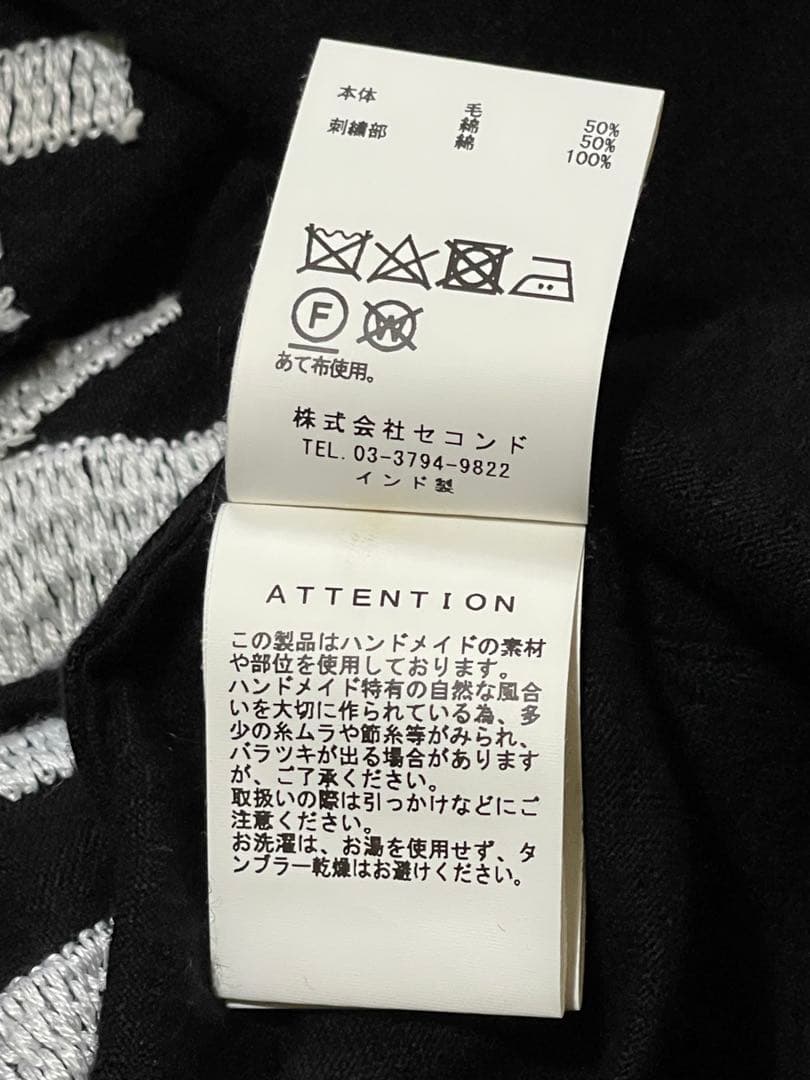 本体 毛 50%
綿 50%
刺繍部 綿 100%
F
W
あて布使用。
株式会社セコンド
TEL. 03-3794-9822
インド製
ATTENTION
この製品はハンドメイドの素材
や部位を使用しております。
ハンドメイド特有の自然な風合
いを大切に作られている為、多
少の糸ムラや節糸等がみられ、
バラツキが出る場合があります
が、ご了承ください。
取扱いの際は引っかけなどにご
注意ください。
お洗濯は、お湯を使用せず、タ
ンブラー乾燥はお避けください。